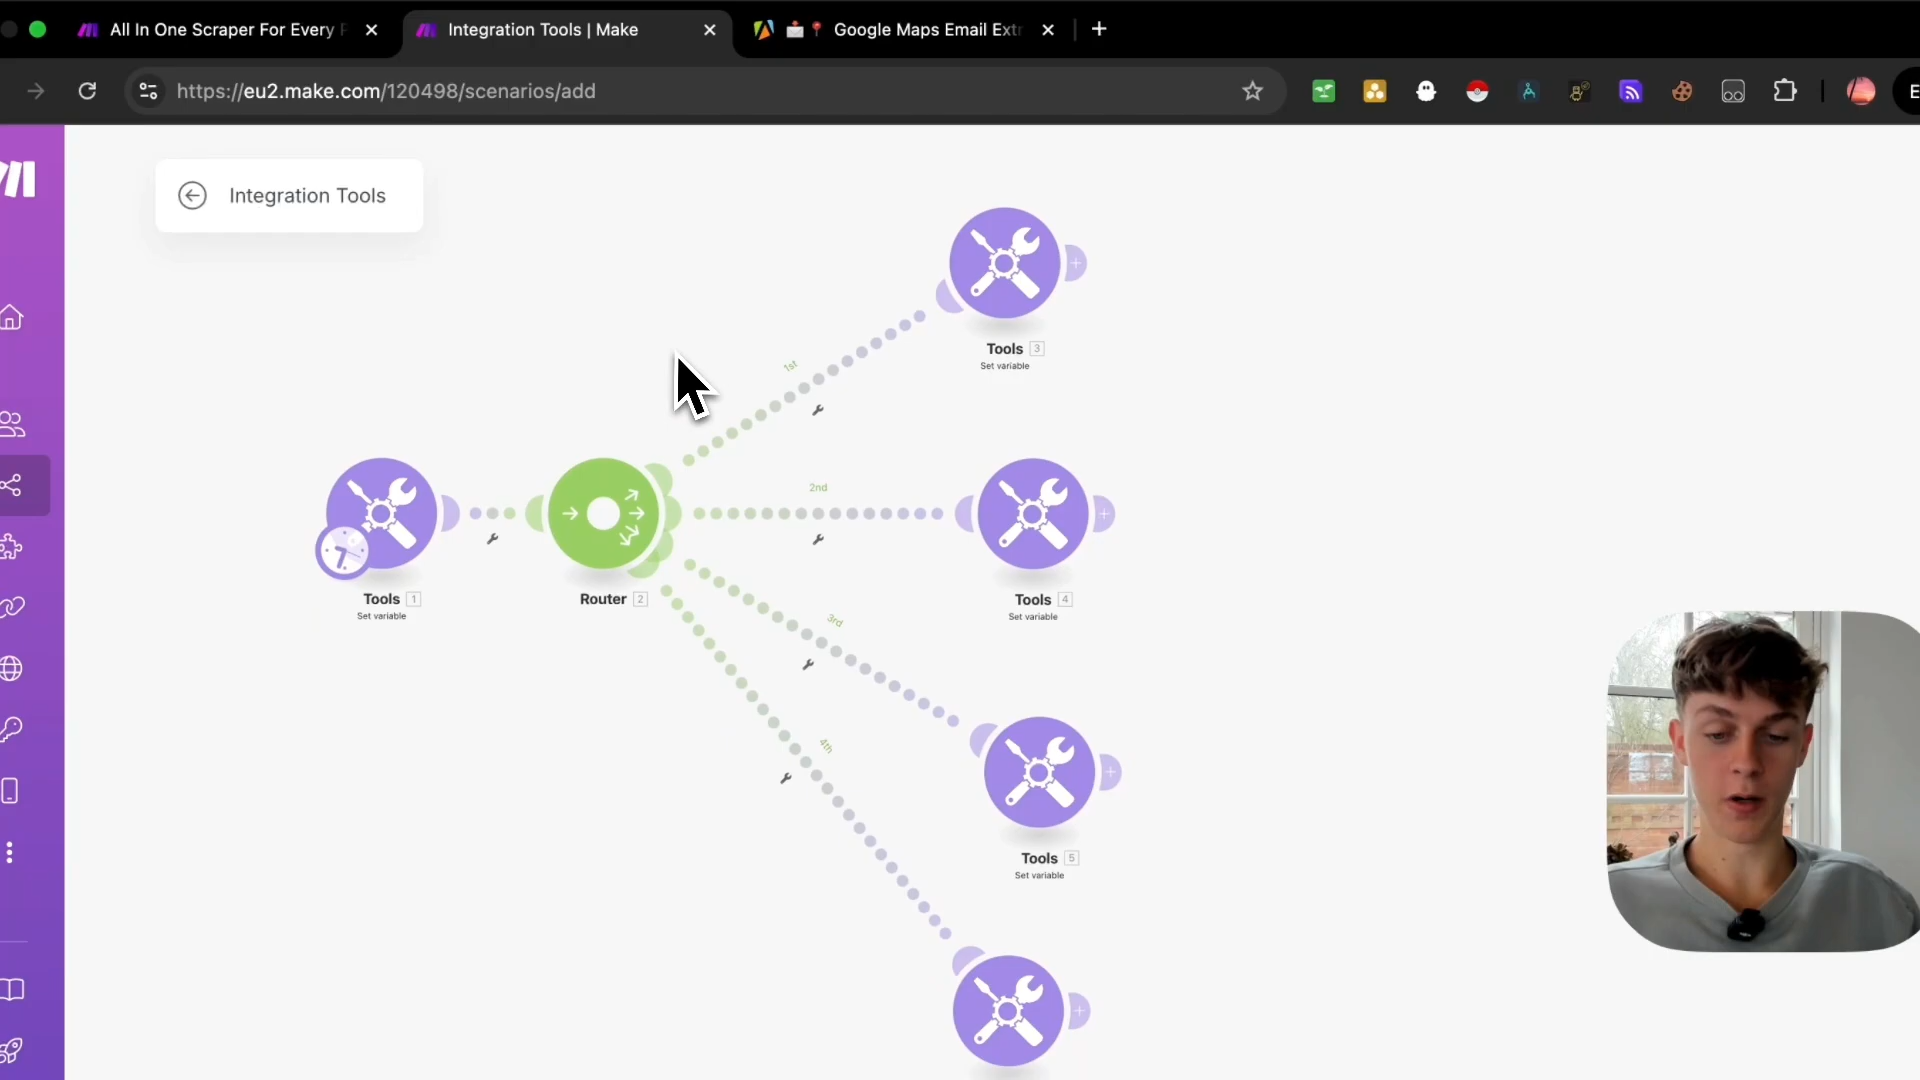 All In One Scraper For Every P
Integration Tools | Make
Google Maps Email Extr
https://eu2.make.com/120498/scenarios/add
E
Integration Tools
Tools 3
Set variable
1st
2nd
Tools 1
Set variable
Router 2
Tools 4
Set variable
3rd
4th
Tools 5
Set variable